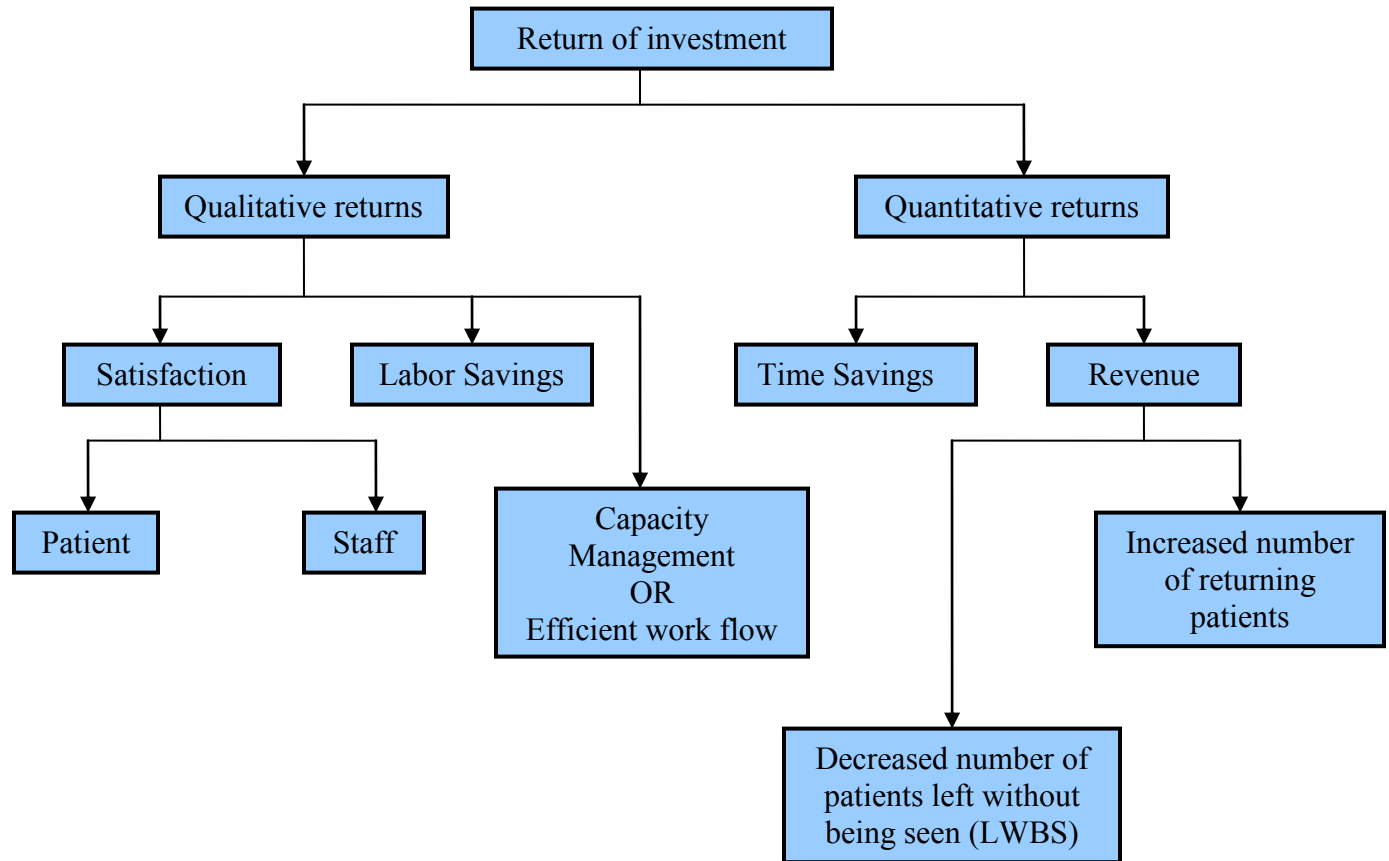 Return of investment
Qualitative returns
Quantitative returns
Satisfaction
Labor Savings
Time Savings
Revenue
Patient
Staff
Capacity
Management
OR
Efficient work flow
Increased number
of returning
patients
Decreased number of
patients left without
being seen (LWBS)